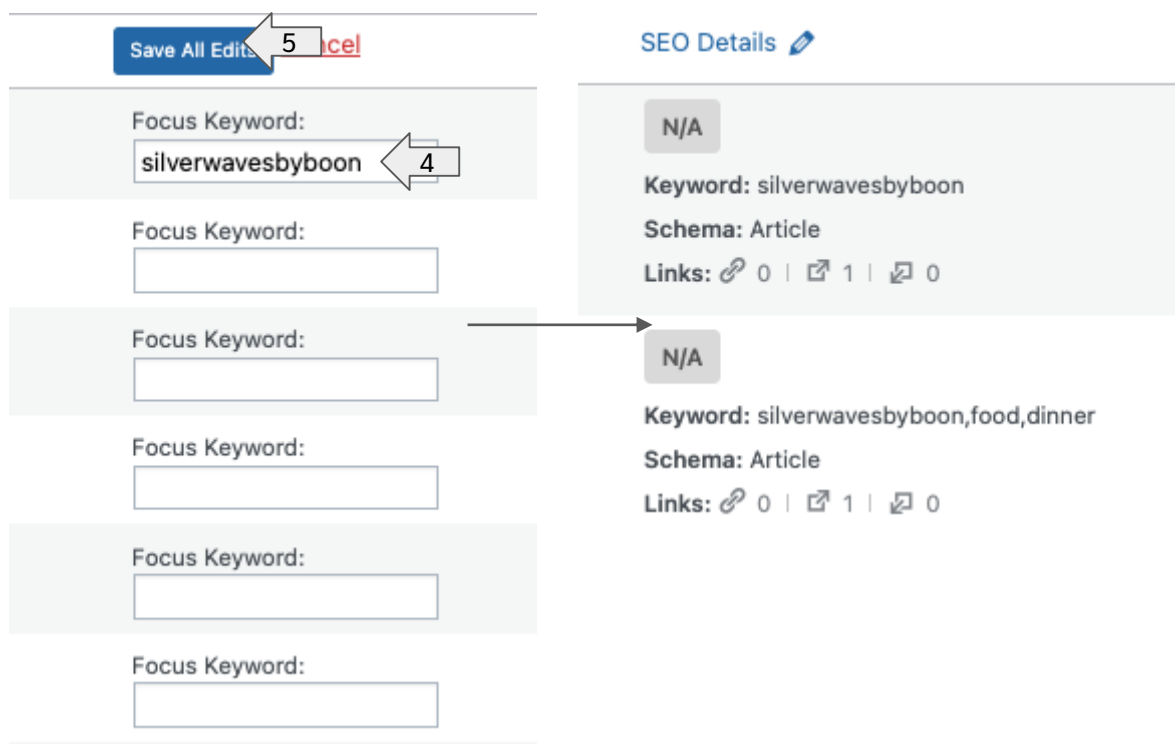 Save All Edits
5
ncel
Focus Keyword:
silverwavesbyboon
4
Focus Keyword:
Focus Keyword:
Focus Keyword:
Focus Keyword:
Focus Keyword:
SEO Details
N/A
Keyword: silverwavesbyboon
Schema: Article
Links: 0 | 1 | 0
N/A
Keyword: silverwavesbyboon,food,dinner
Schema: Article
Links: 0 | 1 | 0